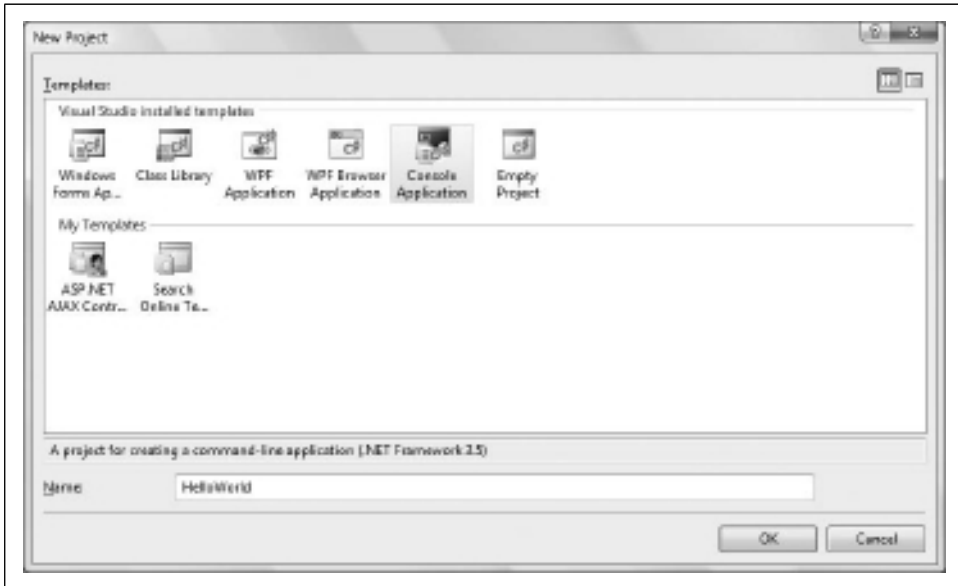 New Project
Templates:
Visual Studio installed templates
Windows Forms Ap...
Class Library
WPF Application
WPF Browser Application
Console Application
Empty Project
My Templates
ASP.NET AJAX Contr...
Search Online Te...
A project for creating a command-line application (.NET Framework 3.5)
Name:
HelloWorld
OK
Cancel